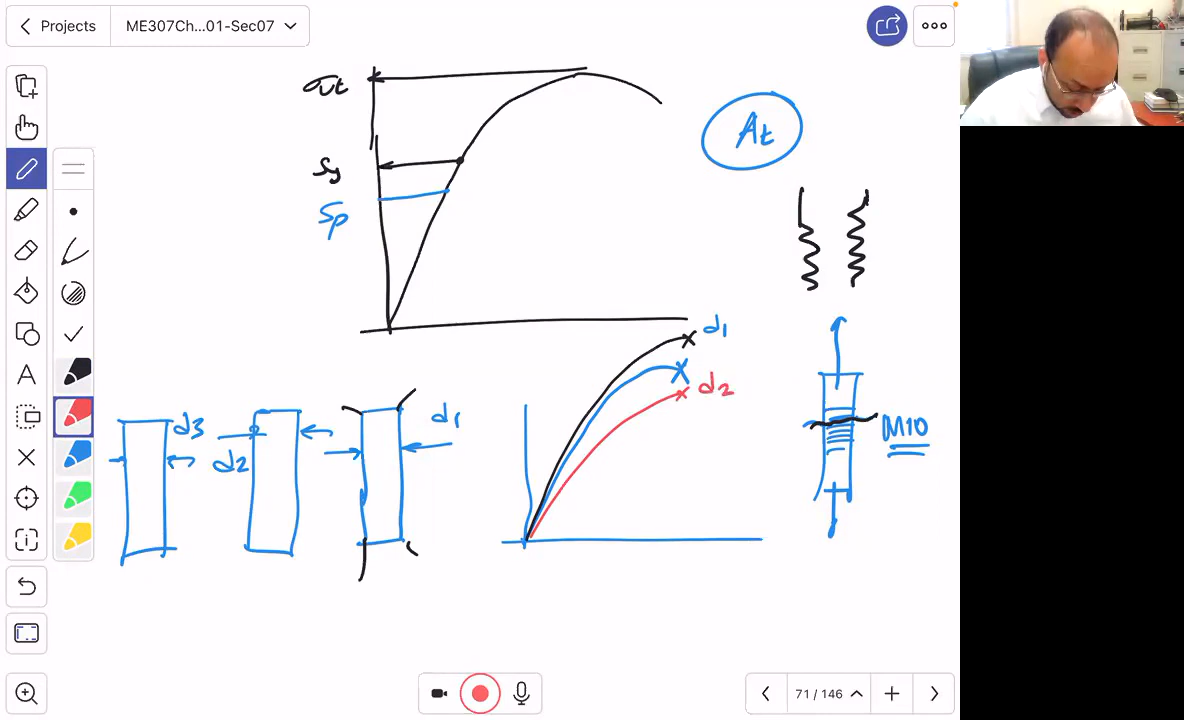 Projects
ME307Ch...01-Sec07
σut
At
Sy
Sp
d1
d2
d3
d2
d1
M10
A
71 / 146